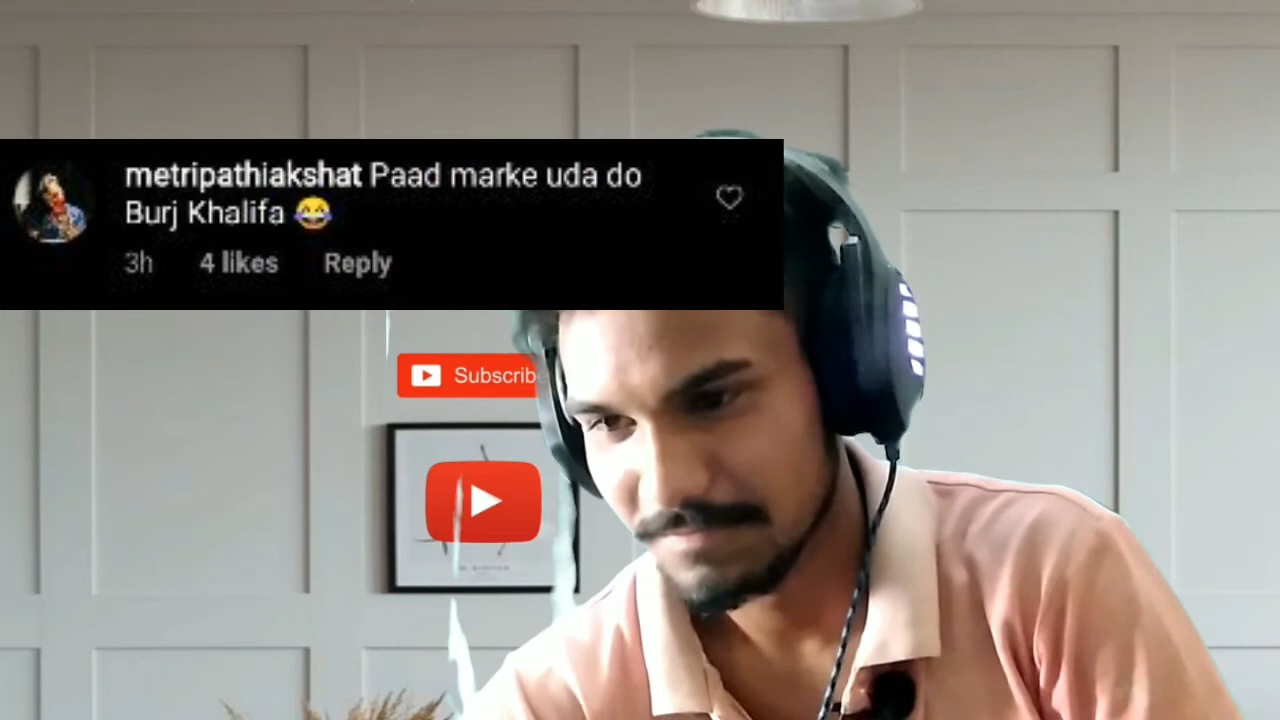 metripathiakshat Paad marke uda do
Burj Khalifa 😂
3h 4 likes Reply
Subscrib